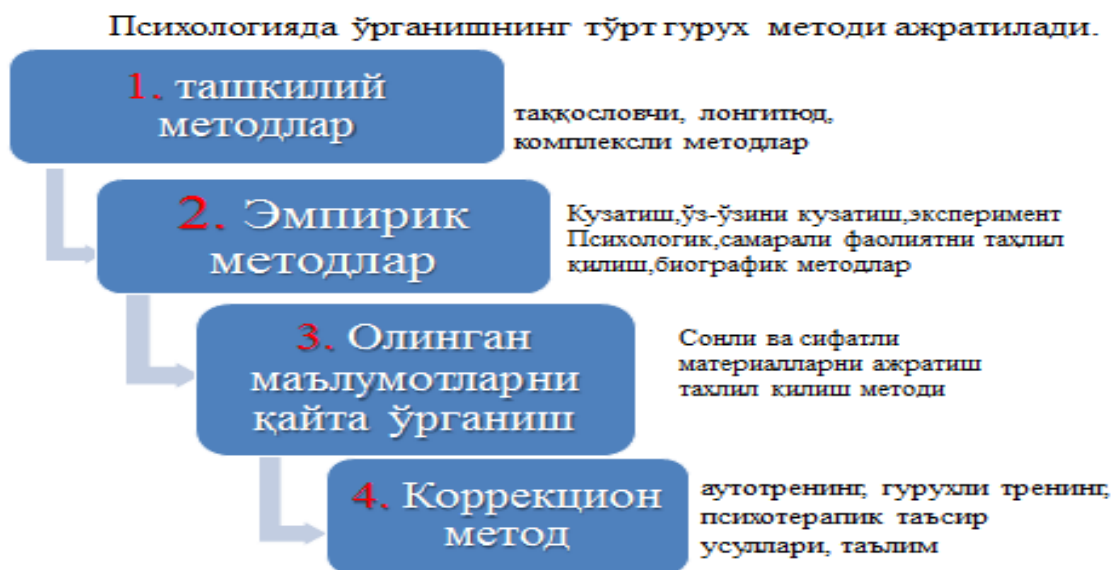 Психологияда ўрганишнинг тўрт гурух методи ажратилади.
1. ташкилий
методлар
таққословчи, лонгитюд,
комплексли методлар
2. Эмпирик
методлар
Кузатиш,ўз-ўзини кузатиш,эксперимент
Психологик,самарали фаолиятни таҳлил
қилиш,биографик методлар
3. Олинган
маълумотларни
қайта ўрганиш
Сонли ва сифатли
материалларни ажратиш
тахлил қилиш методи
4. Коррекцион
метод
аутотренинг, гурухли тренинг,
психотерапик таъсир
усуллари, таълим